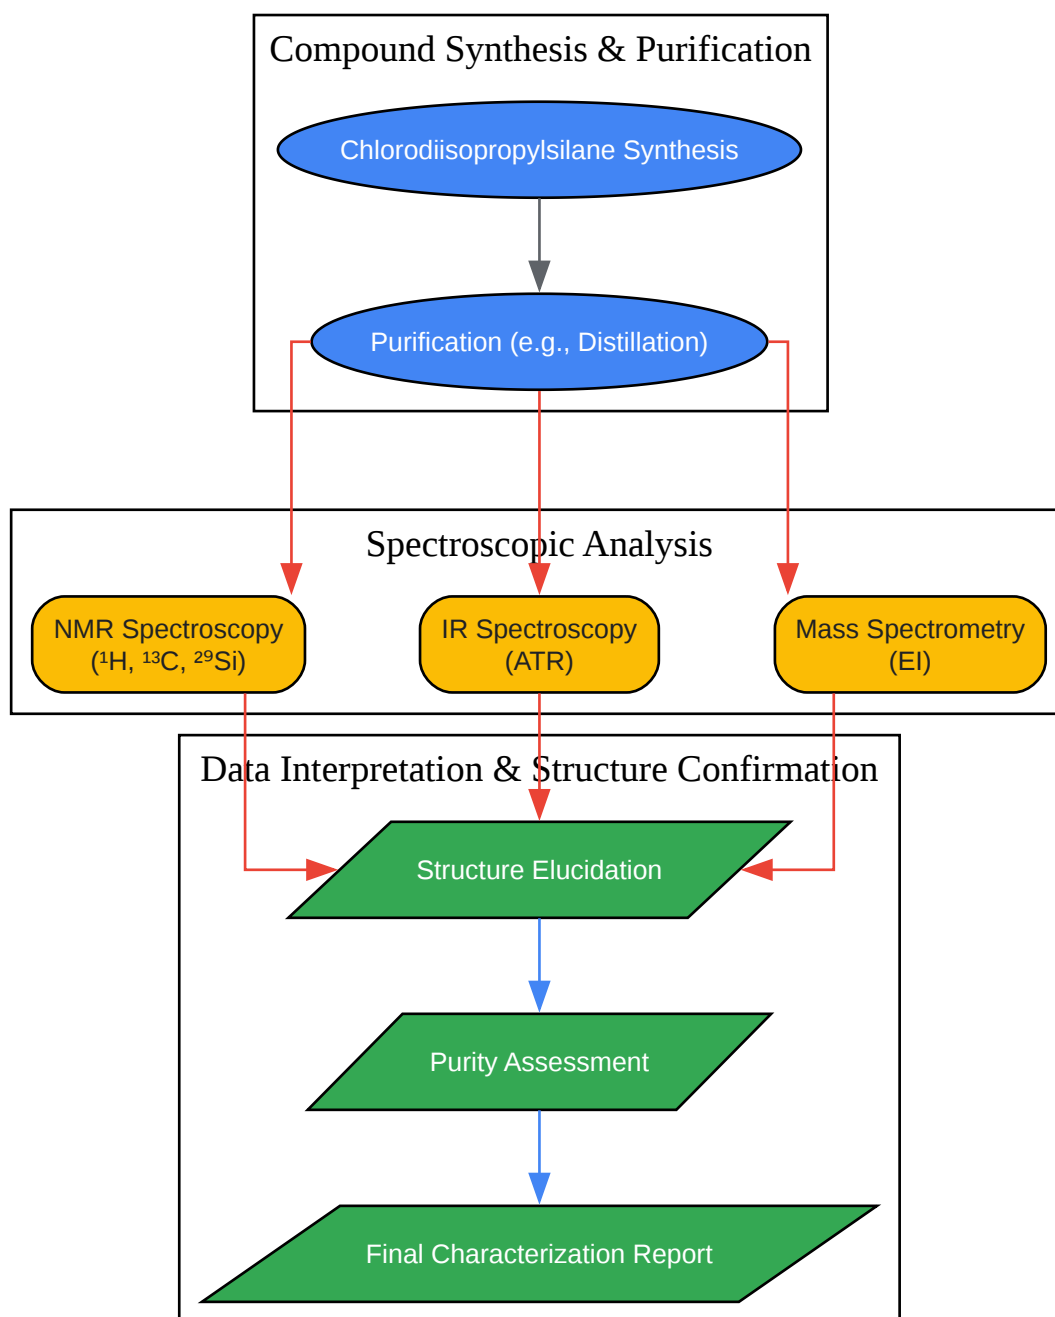 Compound Synthesis & Purification
Chlorodiisopropylsilane Synthesis
Purification (e.g., Distillation)
Spectroscopic Analysis
NMR Spectroscopy
(¹H, ¹³C, ²⁹Si)
IR Spectroscopy
(ATR)
Mass Spectrometry
(EI)
Data Interpretation & Structure Confirmation
Structure Elucidation
Purity Assessment
Final Characterization Report